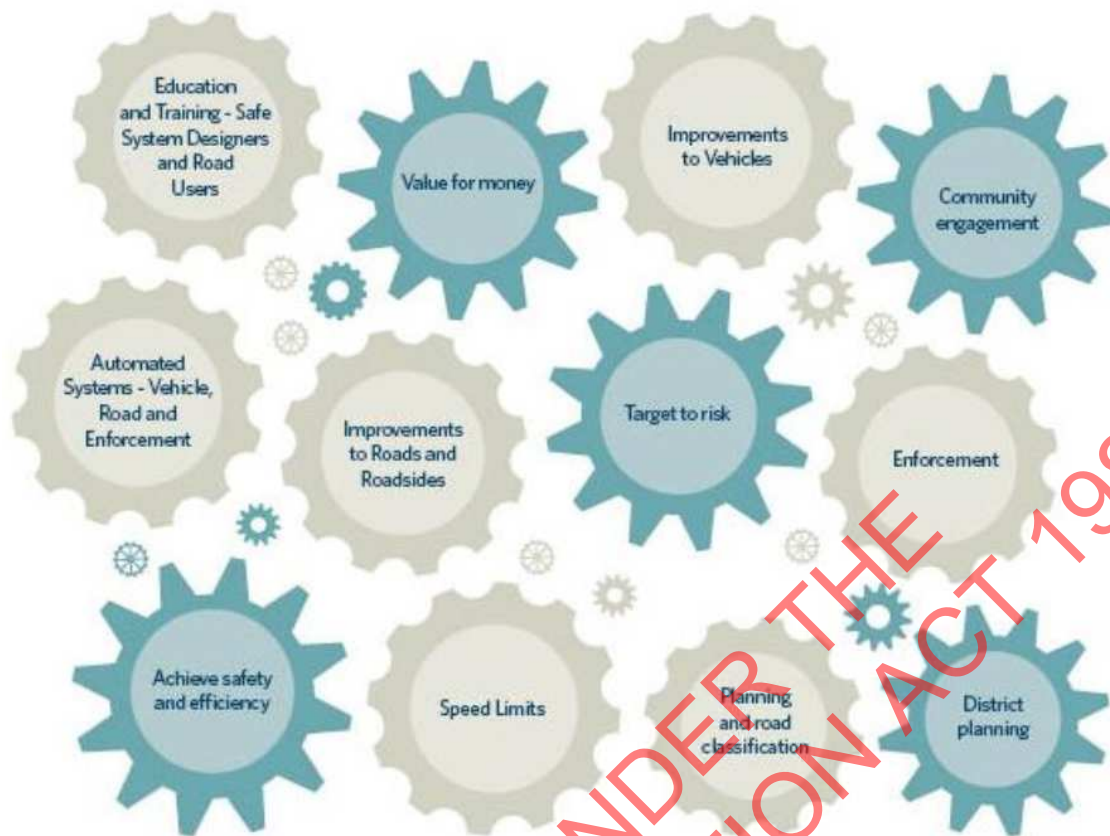 Education
and Training - Safe
System Designers
and Road
Users
Value for money
Improvements
to Vehicles
Community
engagement
Automated
Systems - Vehicle,
Road and
Enforcement
Improvements
to Roads and
Roadsides
Target to risk
Enforcement
Achieve safety
and efficiency
Speed Limits
Planning
and road
classification
District
planning
UNDER THE
ACT